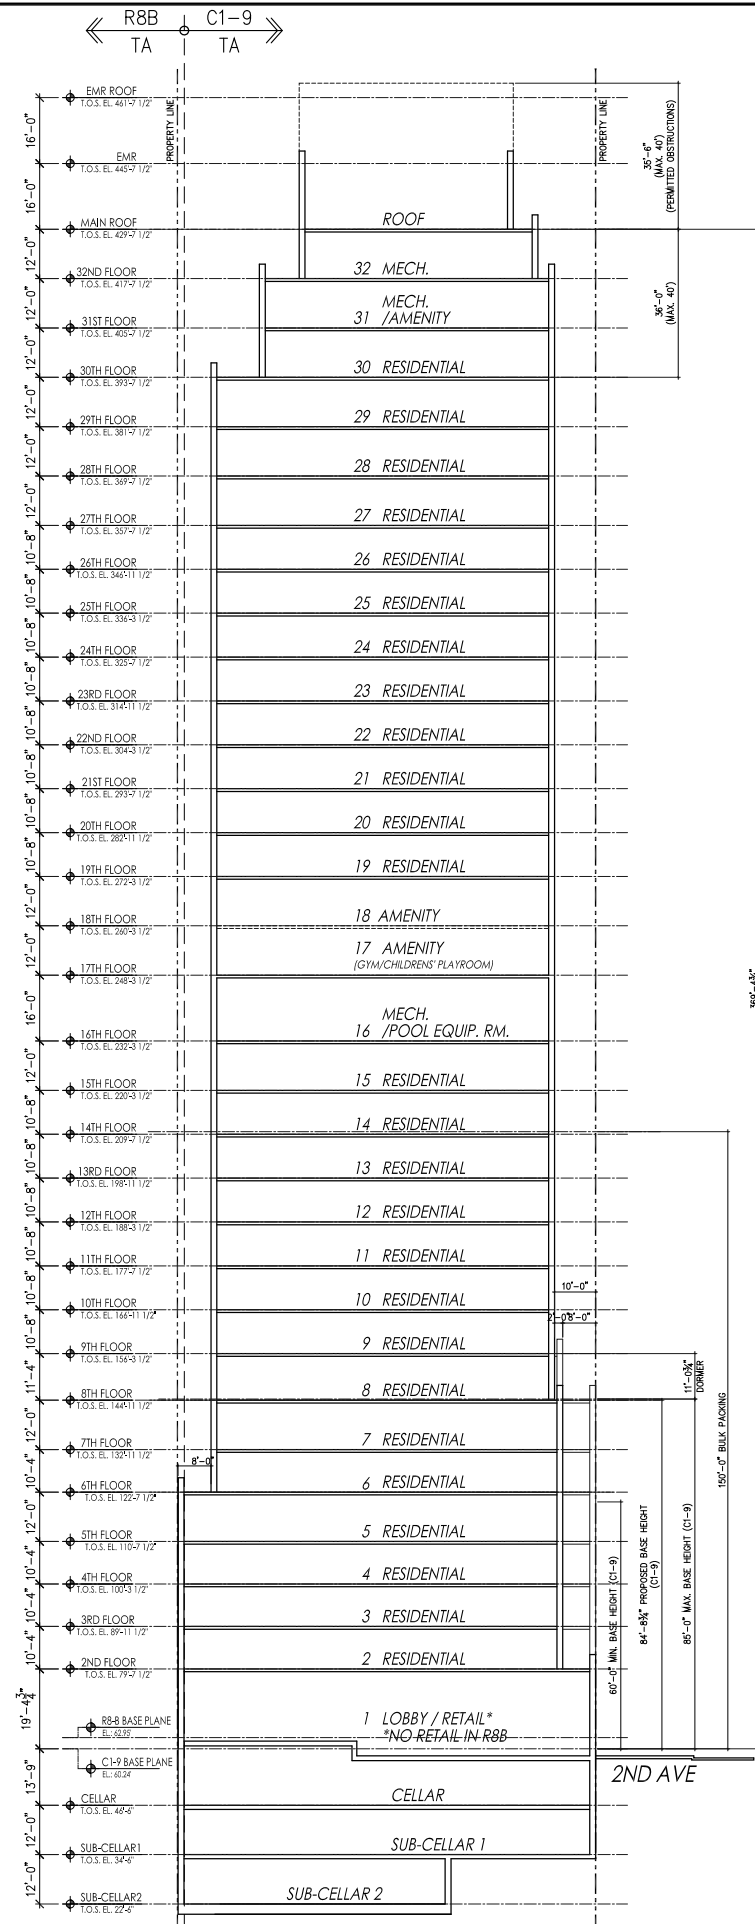 R8B C1-9
TA TA
EMR ROOF
T.O.S. EL. 461'-7 1/2"
PROPERTY LINE
PROPERTY LINE
16'-0"
35'-6"
(MAX. 40')
(PERMITTED OBSTRUCTIONS)
EMR
T.O.S. EL. 445'-7 1/2"
16'-0"
MAIN ROOF
T.O.S. EL. 429'-7 1/2"
ROOF
12'-0"
32ND FLOOR
T.O.S. EL. 417'-7 1/2"
32 MECH.
12'-0"
36'-0"
(MAX. 40')
31ST FLOOR
T.O.S. EL. 405'-7 1/2"
MECH.
31 /AMENITY
12'-0"
30TH FLOOR
T.O.S. EL. 393'-7 1/2"
30 RESIDENTIAL
12'-0"
29TH FLOOR
T.O.S. EL. 381'-7 1/2"
29 RESIDENTIAL
12'-0"
28TH FLOOR
T.O.S. EL. 369'-7 1/2"
28 RESIDENTIAL
12'-0"
27TH FLOOR
T.O.S. EL. 357'-7 1/2"
27 RESIDENTIAL
10'-8"
26TH FLOOR
T.O.S. EL. 346'-11 1/2"
26 RESIDENTIAL
10'-8"
25TH FLOOR
T.O.S. EL. 336'-3 1/2"
25 RESIDENTIAL
10'-8"
24TH FLOOR
T.O.S. EL. 325'-7 1/2"
24 RESIDENTIAL
10'-8"
23RD FLOOR
T.O.S. EL. 314'-11 1/2"
23 RESIDENTIAL
10'-8"
22ND FLOOR
T.O.S. EL. 304'-3 1/2"
22 RESIDENTIAL
10'-8"
21ST FLOOR
T.O.S. EL. 293'-7 1/2"
21 RESIDENTIAL
10'-8"
20TH FLOOR
T.O.S. EL. 282'-11 1/2"
20 RESIDENTIAL
10'-8"
19TH FLOOR
T.O.S. EL. 272'-3 1/2"
19 RESIDENTIAL
12'-0"
18TH FLOOR
T.O.S. EL. 260'-3 1/2"
18 AMENITY
12'-0"
17TH FLOOR
T.O.S. EL. 248'-3 1/2"
17 AMENITY
(GYM/CHILDRENS' PLAYROOM)
369'-4¾"
16'-0"
16TH FLOOR
T.O.S. EL. 232'-3 1/2"
MECH.
16 /POOL EQUIP. RM.
12'-0"
15TH FLOOR
T.O.S. EL. 220'-3 1/2"
15 RESIDENTIAL
10'-8"
14TH FLOOR
T.O.S. EL. 209'-7 1/2"
14 RESIDENTIAL
10'-8"
13RD FLOOR
T.O.S. EL. 198'-11 1/2"
13 RESIDENTIAL
10'-8"
12TH FLOOR
T.O.S. EL. 188'-3 1/2"
12 RESIDENTIAL
10'-8"
11TH FLOOR
T.O.S. EL. 177'-7 1/2"
11 RESIDENTIAL
10'-8"
10'-0"
10TH FLOOR
T.O.S. EL. 166'-11 1/2"
10 RESIDENTIAL
2'-0" 8'-0"
10'-8"
9TH FLOOR
T.O.S. EL. 156'-3 1/2"
9 RESIDENTIAL
11'-4"
11'-0¾"
DORMER
8TH FLOOR
T.O.S. EL. 144'-11 1/2"
8 RESIDENTIAL
12'-0"
150'-0" BULK PACKING
7TH FLOOR
T.O.S. EL. 132'-11 1/2"
7 RESIDENTIAL
10'-4"
8'-0"
6TH FLOOR
T.O.S. EL. 122'-7 1/2"
6 RESIDENTIAL
12'-0"
5TH FLOOR
T.O.S. EL. 110'-7 1/2"
5 RESIDENTIAL
10'-4"
60'-0" MIN. BASE HEIGHT (C1-9)
84'-8¾" PROPOSED BASE HEIGHT
(C1-9)
85'-0" MAX. BASE HEIGHT (C1-9)
4TH FLOOR
T.O.S. EL. 100'-3 1/2"
4 RESIDENTIAL
10'-4"
3RD FLOOR
T.O.S. EL. 89'-11 1/2"
3 RESIDENTIAL
10'-4"
2ND FLOOR
T.O.S. EL. 79'-7 1/2"
2 RESIDENTIAL
19'-4¾"
R8-B BASE PLANE
EL.: 62.95'
1 LOBBY / RETAIL*
*NO RETAIL IN R8B
C1-9 BASE PLANE
EL.: 60.24'
2ND AVE
13'-9"
CELLAR
T.O.S. EL. 46'-6"
CELLAR
12'-0"
SUB-CELLAR1
T.O.S. EL. 34'-6"
SUB-CELLAR 1
12'-0"
SUB-CELLAR2
T.O.S. EL. 22'-6"
SUB-CELLAR 2